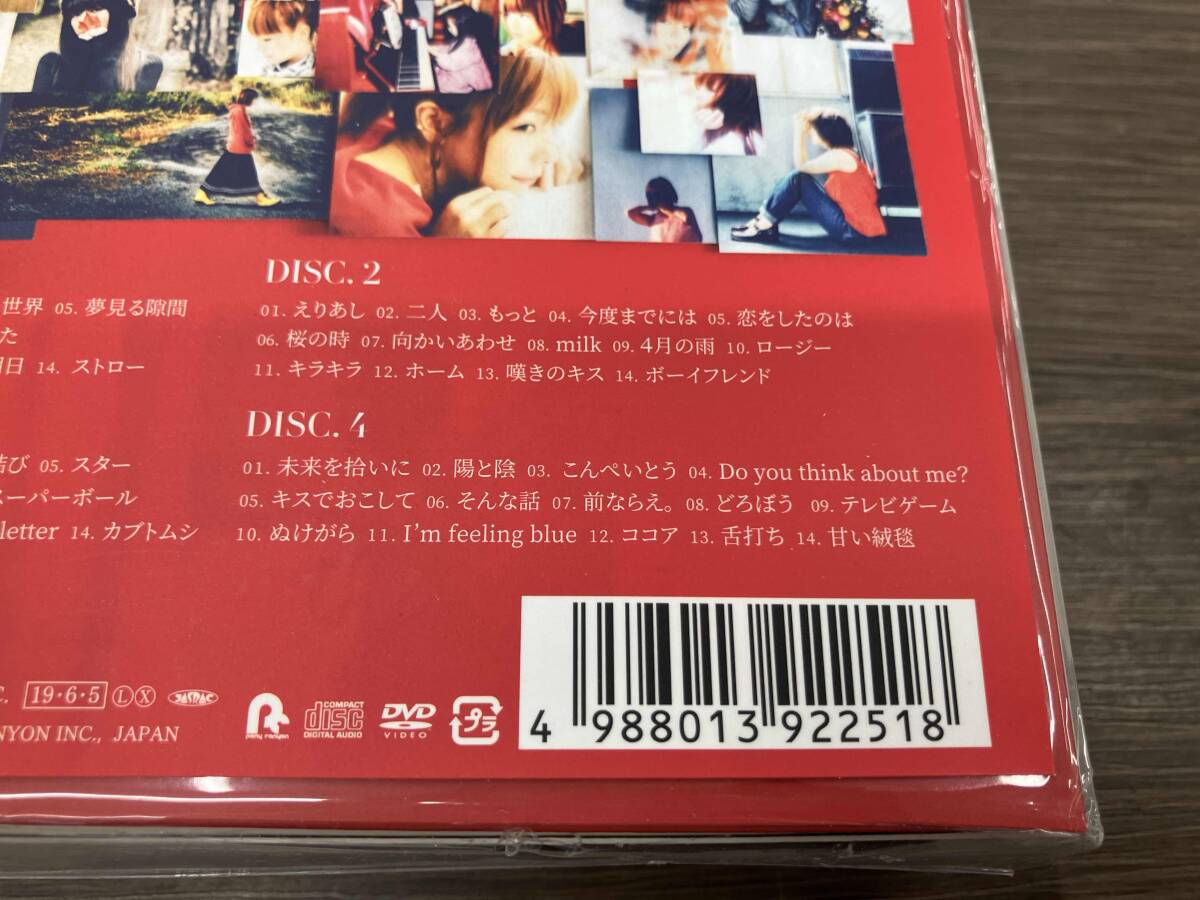 世界 05. 夢見る隙間
た
日 14. ストロー
DISC. 2
01. えりあし 02. 二人 03. もっと 04. 今度までには 05. 恋をしたのは
06. 桜の時 07. 向かいあわせ 08. milk 09. 4月の雨 10. ロージー
11. キラキラ 12. ホーム 13. 嘆きのキス 14. ボーイフレンド
結び 05. スター
スーパーボール
letter 14. カブトムシ
DISC. 4
01. 未来を拾いに 02. 陽と陰 03. こんぺいとう 04. Do you think about me?
05. キスでおこして 06. そんな話 07. 前ならえ。 08. どろぼう 09. テレビゲーム
10. ぬけがら 11. I'm feeling blue 12. ココア 13. 舌打ち 14. 甘い絨毯
C. 19・6・5 L X JASRAC
NYON INC., JAPAN
pony canyon
COMPACT disc DIGITAL AUDIO
DVD VIDEO
プラ
4 988013 922518